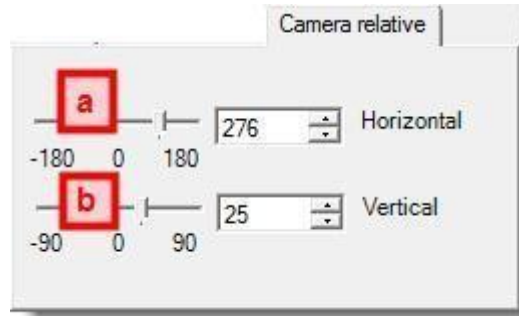 Camera relative
a
276 Horizontal
-180 0 180
b
25 Vertical
-90 0 90